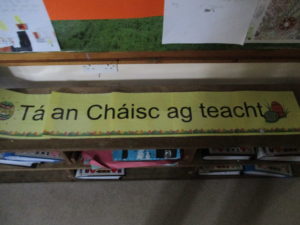 Tá an Cháisc ag teacht